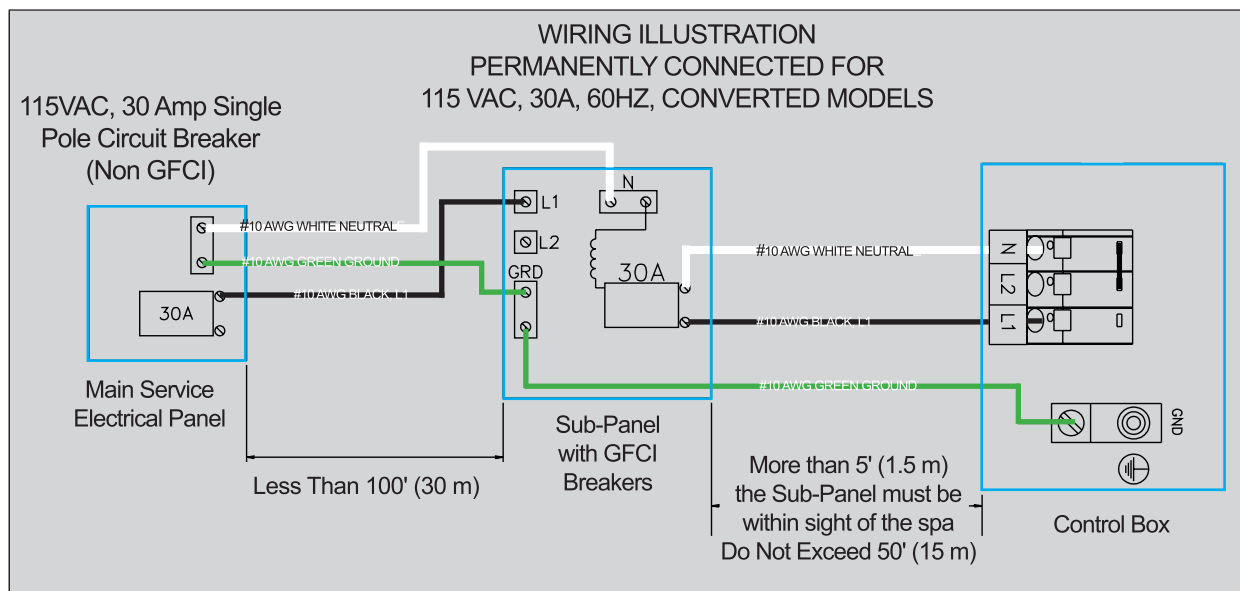 WIRING ILLUSTRATION
PERMANENTLY CONNECTED FOR
115 VAC, 30A, 60HZ, CONVERTED MODELS
115VAC, 30 Amp Single
Pole Circuit Breaker
(Non GFCI)
#10 AWG WHITE NEUTRAL
#10 AWG GREEN GROUND
#10 AWG BLACK L1
30A
Main Service
Electrical Panel
Less Than 100' (30 m)
L1
N
L2
GRD
30A
Sub-Panel
with GFCI
Breakers
#10 AWG WHITE NEUTRAL
#10 AWG BLACK L1
#10 AWG GREEN GROUND
More than 5' (1.5 m)
the Sub-Panel must be
within sight of the spa
Do Not Exceed 50' (15 m)
N
L2
L1
GND
Control Box